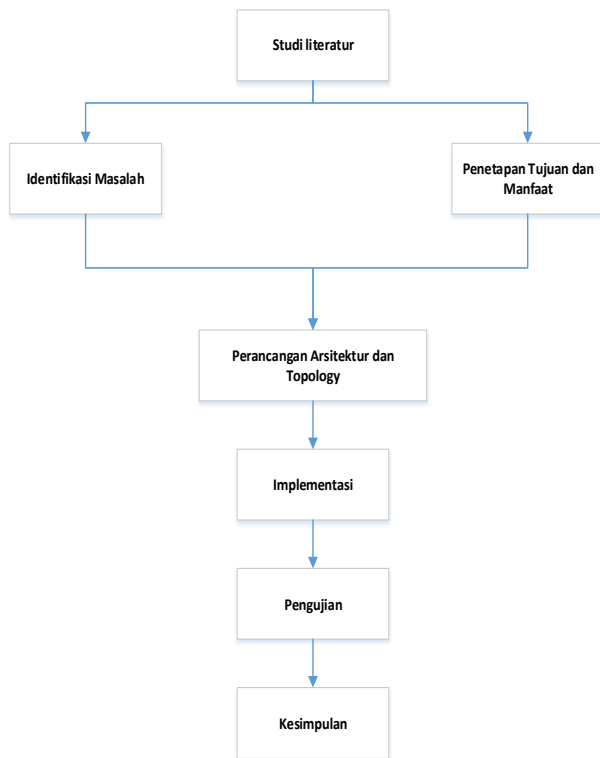 Studi literatur
Identifikasi Masalah
Penetapan Tujuan dan
Manfaat
Perancangan Arsitektur dan
Topology
Implementasi
Pengujian
Kesimpulan